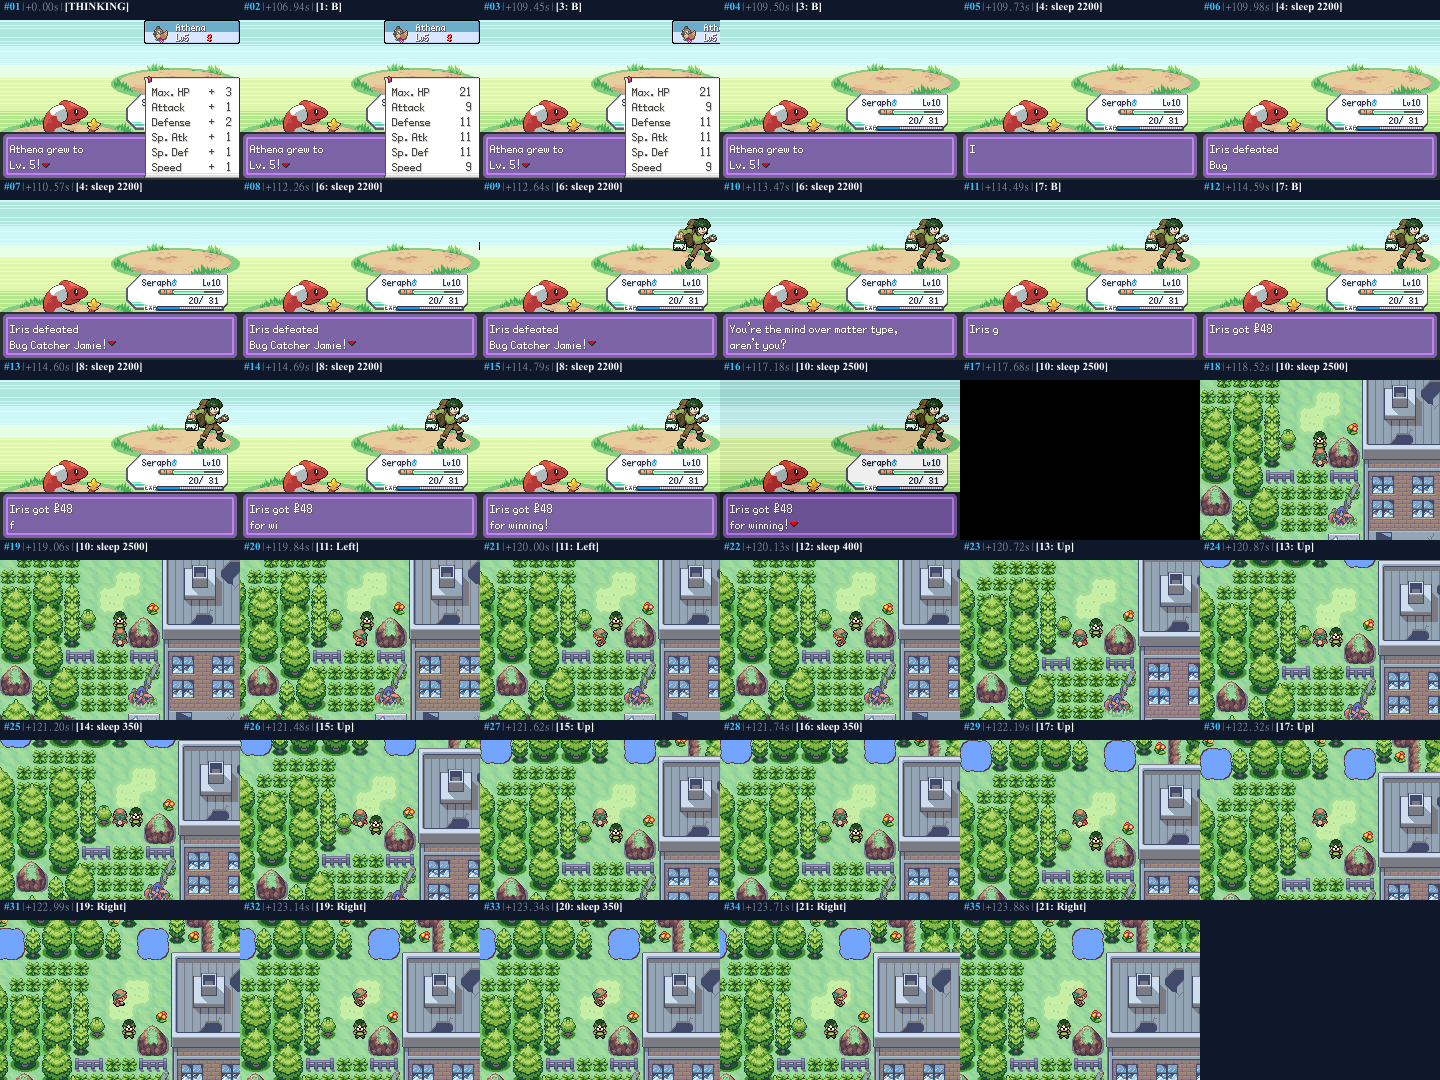 #01 | +0.00s | [THINKING]
#02 | +106.94s | [1: B]
#03 | +109.45s | [3: B]
#04 | +109.50s | [3: B]
#05 | +109.73s | [4: sleep 2200]
#06 | +109.98s | [4: sleep 2200]
Athena
Lv5
Max. HP + 3
Attack + 1
Defense + 2
Sp. Atk + 1
Sp. Def + 1
Speed + 1
Athena grew to
Lv. 5!
Athena
Lv5
Max. HP 21
Attack 9
Defense 11
Sp. Atk 11
Sp. Def 11
Speed 9
Athena grew to
Lv. 5!
Ath
Lv5
Max. HP 21
Attack 9
Defense 11
Sp. Atk 11
Sp. Def 11
Speed 9
Athena grew to
Lv. 5!
Seraph♂ Lv10
20/ 31
EXP
Athena grew to
Lv. 5!
Seraph♂ Lv10
20/ 31
EXP
I
Seraph♂ Lv10
20/ 31
EXP
Iris defeated
Bug
#07 | +110.57s | [4: sleep 2200]
#08 | +112.26s | [6: sleep 2200]
#09 | +112.64s | [6: sleep 2200]
#10 | +113.47s | [6: sleep 2200]
#11 | +114.49s | [7: B]
#12 | +114.59s | [7: B]
Seraph♂ Lv10
20/ 31
EXP
Iris defeated
Bug Catcher Jamie!
Seraph♂ Lv10
20/ 31
EXP
Iris defeated
Bug Catcher Jamie!
Seraph♂ Lv10
20/ 31
EXP
Iris defeated
Bug Catcher Jamie!
Seraph♂ Lv10
20/ 31
EXP
You're the mind over matter type,
aren't you?
Seraph♂ Lv10
20/ 31
EXP
Iris g
Seraph♂ Lv10
20/ 31
EXP
Iris got ₽48
#13 | +114.60s | [8: sleep 2200]
#14 | +114.69s | [8: sleep 2200]
#15 | +114.79s | [8: sleep 2200]
#16 | +117.18s | [10: sleep 2500]
#17 | +117.68s | [10: sleep 2500]
#18 | +118.52s | [10: sleep 2500]
Seraph♂ Lv10
20/ 31
EXP
Iris got ₽48
f
Seraph♂ Lv10
20/ 31
EXP
Iris got ₽48
for wi
Seraph♂ Lv10
20/ 31
EXP
Iris got ₽48
for winning!
Seraph♂ Lv10
20/ 31
EXP
Iris got ₽48
for winning!
#19 | +119.06s | [10: sleep 2500]
#20 | +119.84s | [11: Left]
#21 | +120.00s | [11: Left]
#22 | +120.13s | [12: sleep 400]
#23 | +120.72s | [13: Up]
#24 | +120.87s | [13: Up]
#25 | +121.20s | [14: sleep 350]
#26 | +121.48s | [15: Up]
#27 | +121.62s | [15: Up]
#28 | +121.74s | [16: sleep 350]
#29 | +122.19s | [17: Up]
#30 | +122.32s | [17: Up]
#31 | +122.99s | [19: Right]
#32 | +123.14s | [19: Right]
#33 | +123.34s | [20: sleep 350]
#34 | +123.71s | [21: Right]
#35 | +123.88s | [21: Right]